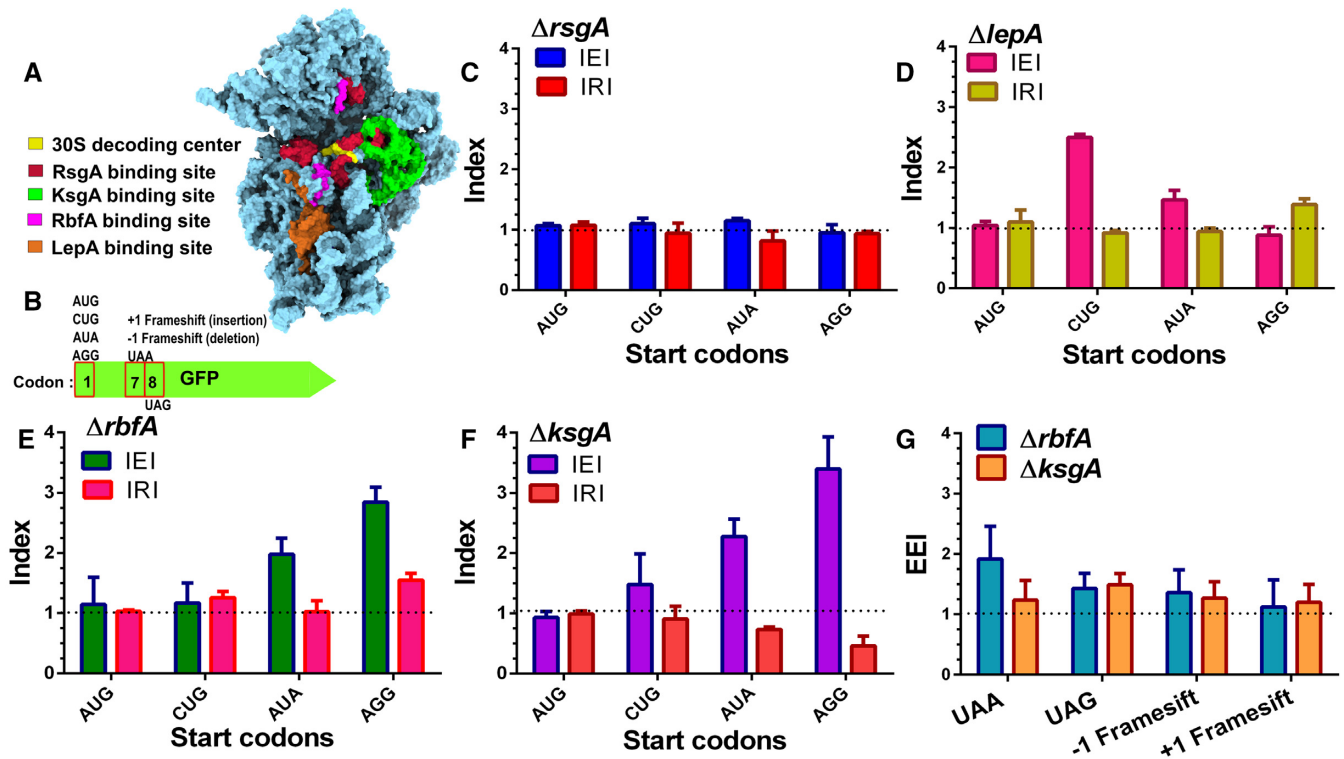 A
30S decoding center
RsgA binding site
KsgA binding site
RbfA binding site
LepA binding site
B
AUG
CUG
AUA
AGG
+1 Frameshift (insertion)
-1 Frameshift (deletion)
UAA
Codon :
1
7
8
GFP
UAG
C
ΔrsgA
IEI
IRI
Index
4
3
2
1
0
AUG
CUG
AUA
AGG
Start codons
D
ΔlepA
IEI
IRI
Index
4
3
2
1
0
AUG
CUG
AUA
AGG
Start codons
E
ΔrbfA
IEI
IRI
Index
4
3
2
1
0
AUG
CUG
AUA
AGG
Start codons
F
ΔksgA
IEI
IRI
Index
4
3
2
1
0
AUG
CUG
AUA
AGG
Start codons
G
ΔrbfA
ΔksgA
EEI
4
3
2
1
0
UAA
UAG
-1 Framesift
+1 Framesift